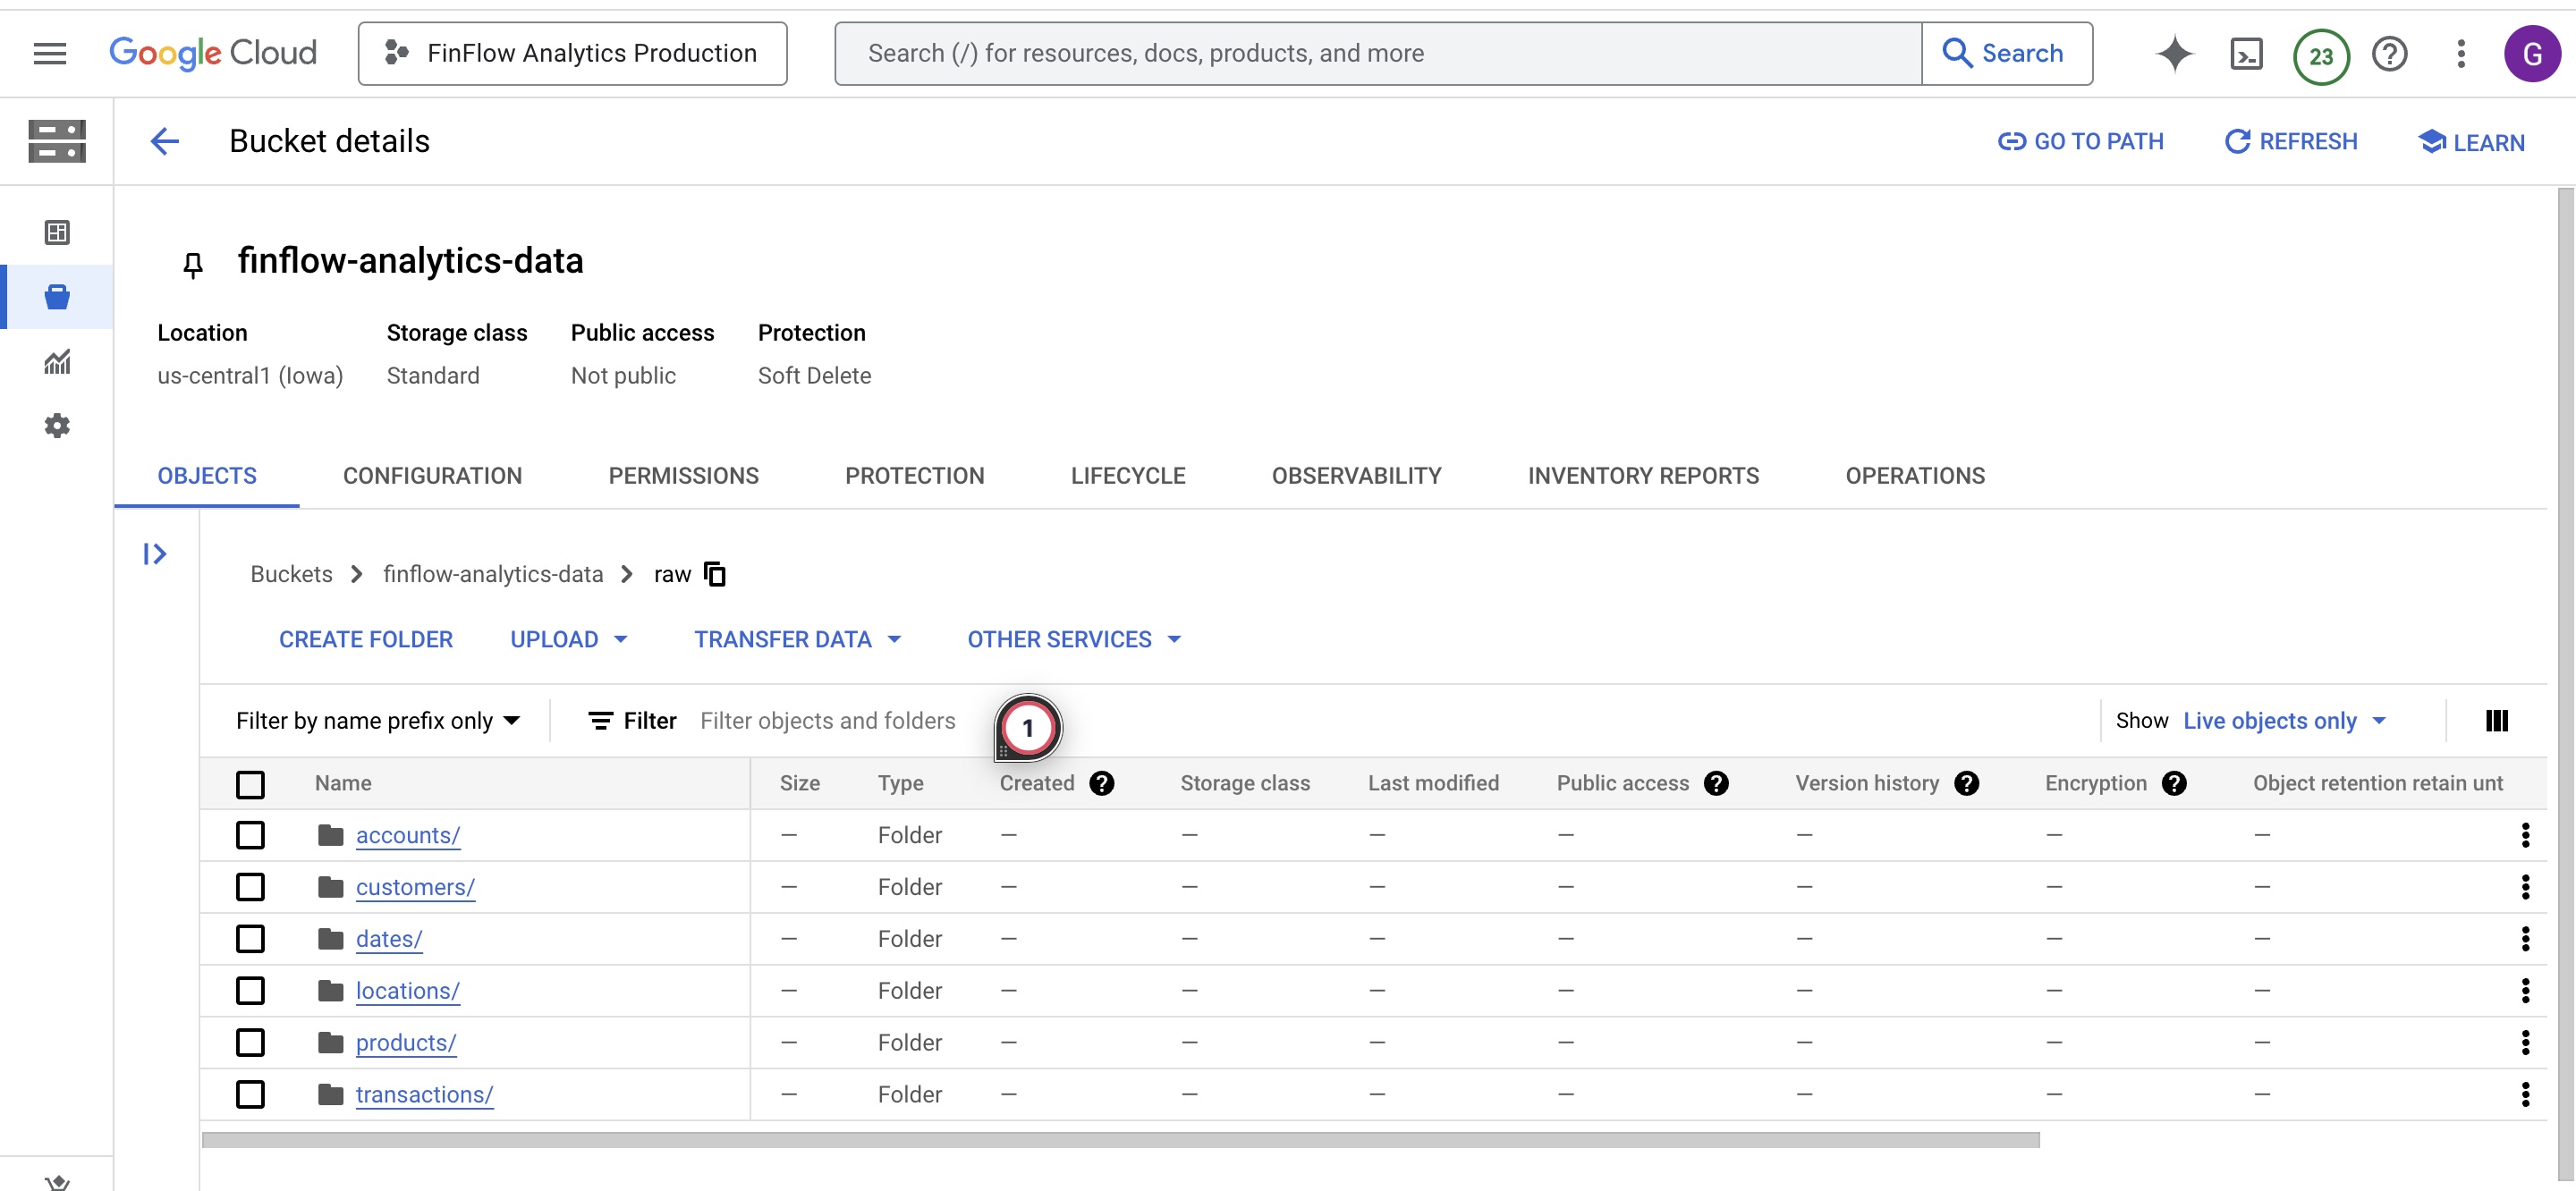 Google Cloud
FinFlow Analytics Production
Search (/) for resources, docs, products, and more
Search
23
G
Bucket details
GO TO PATH
REFRESH
LEARN
finflow-analytics-data
Location Storage class Public access Protection
us-central1 (Iowa) Standard Not public Soft Delete
OBJECTS CONFIGURATION PERMISSIONS PROTECTION LIFECYCLE OBSERVABILITY INVENTORY REPORTS OPERATIONS
Buckets > finflow-analytics-data > raw
CREATE FOLDER UPLOAD TRANSFER DATA OTHER SERVICES
Filter by name prefix only Filter Filter objects and folders 1 Show Live objects only
Name Size Type Created Storage class Last modified Public access Version history Encryption Object retention retain unt
accounts/ — Folder — — — — — — —
customers/ — Folder — — — — — — —
dates/ — Folder — — — — — — —
locations/ — Folder — — — — — — —
products/ — Folder — — — — — — —
transactions/ — Folder — — — — — — —